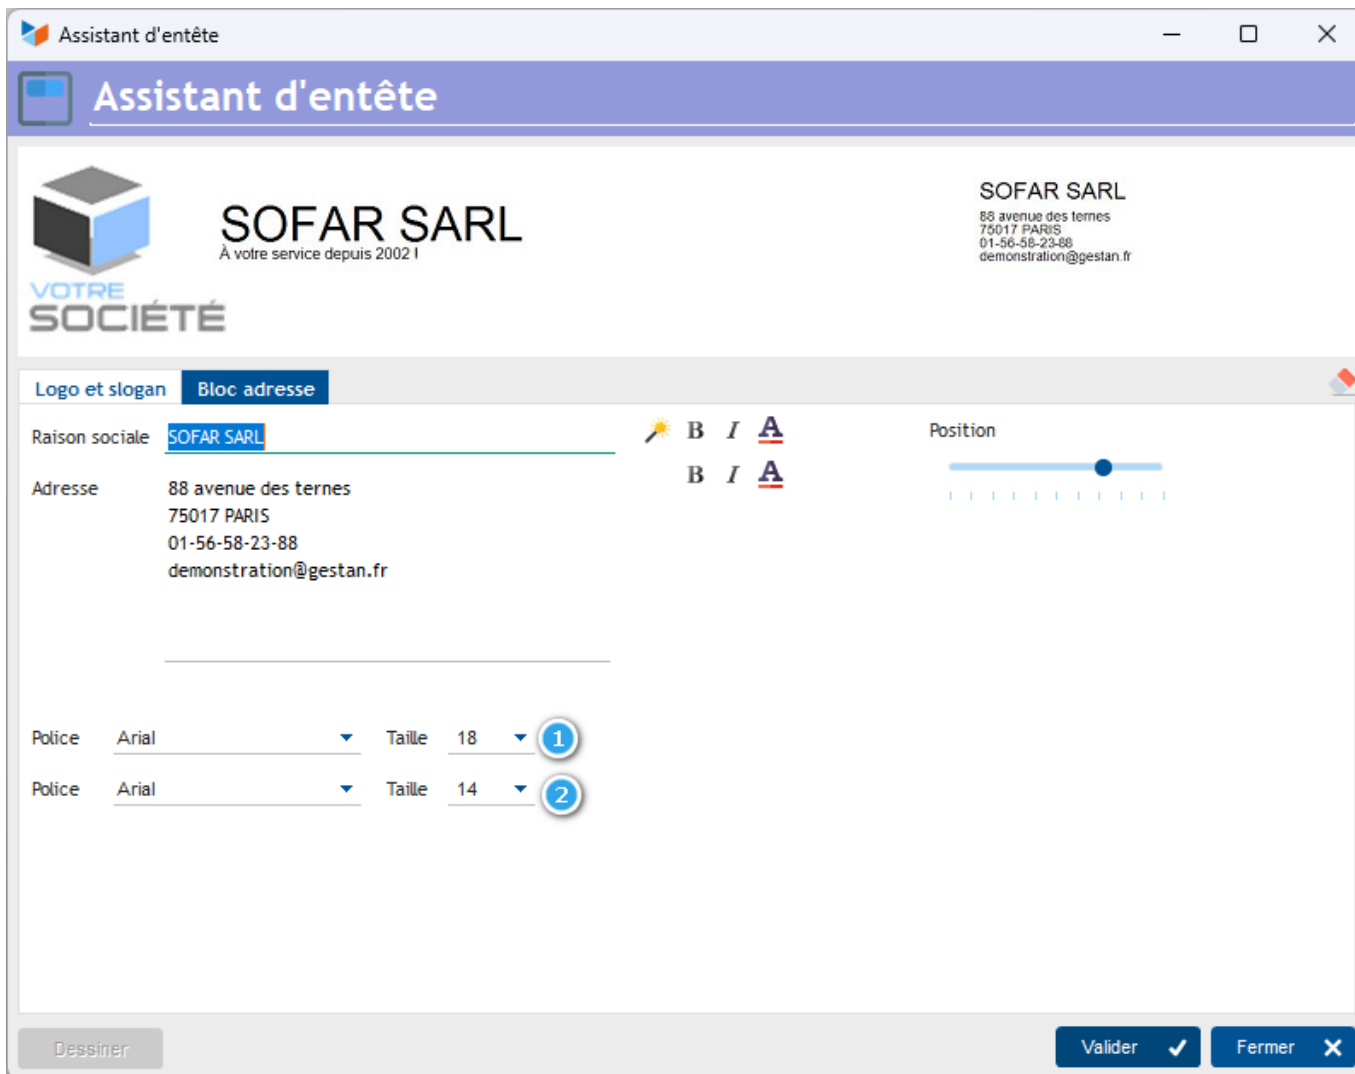 Assistant d'entête
Assistant d'entête
SOFAR SARL
À votre service depuis 2002 !
VOTRE
SOCIÉTÉ
SOFAR SARL
88 avenue des ternes
75017 PARIS
01-56-58-23-88
demonstration@gestan.fr
Logo et slogan Bloc adresse
Raison sociale SOFAR SARL B I A Position
B I A
Adresse 88 avenue des ternes
75017 PARIS
01-56-58-23-88
demonstration@gestan.fr
Police Arial Taille 18 1
Police Arial Taille 14 2
Dessiner Valider Fermer